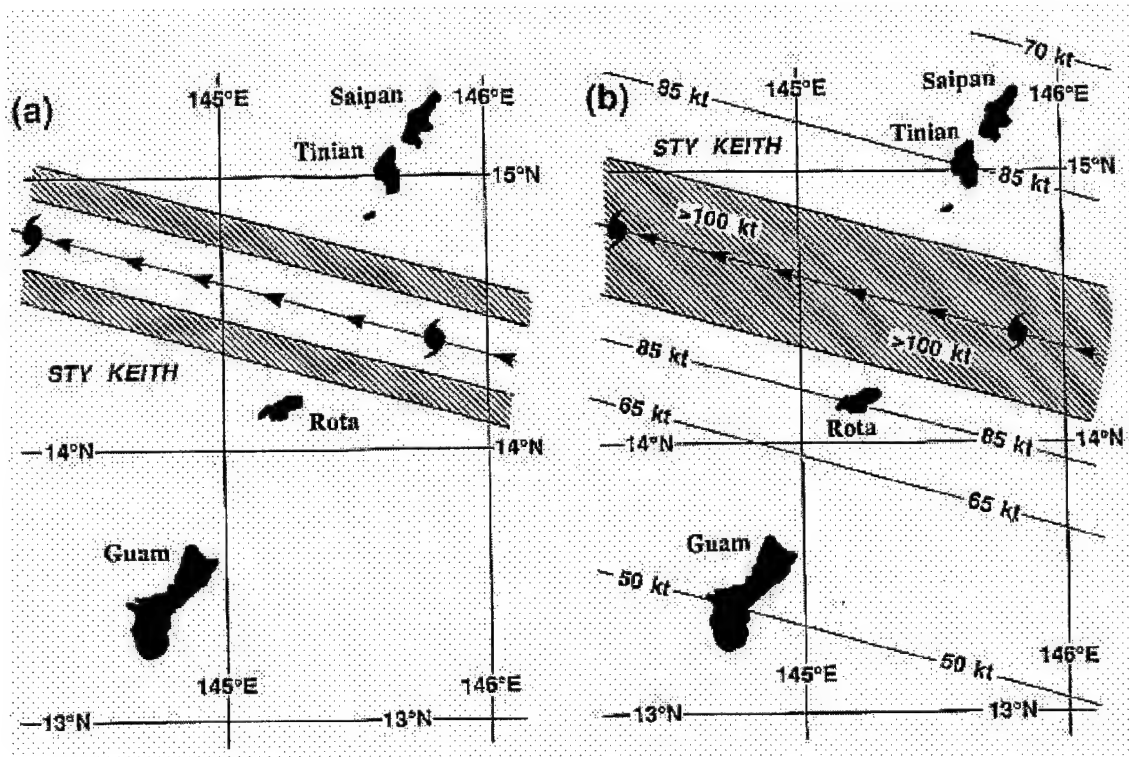 (a)
145°E
Saipan
146°E
Tinian
15°N
STY KEITH
Rota
14°N
14°N
Guam
145°E
146°E
13°N
13°N
(b)
70 kt
85 kt
145°E
Saipan
146°E
Tinian
STY KEITH
15°N
85 kt
>100 kt
>100 kt
85 kt
65 kt
Rota
14°N
14°N
85 kt
65 kt
Guam
50 kt
50 kt
145°E
146°E
13°N
13°N